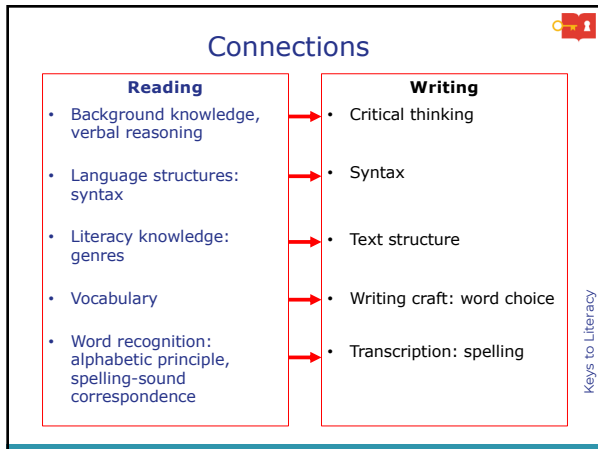 Connections
Reading
• Background knowledge,
verbal reasoning
• Language structures:
syntax
• Literacy knowledge:
genres
• Vocabulary
• Word recognition:
alphabetic principle,
spelling-sound
correspondence
Writing
• Critical thinking
• Syntax
• Text structure
• Writing craft: word choice
• Transcription: spelling
Keys to Literacy